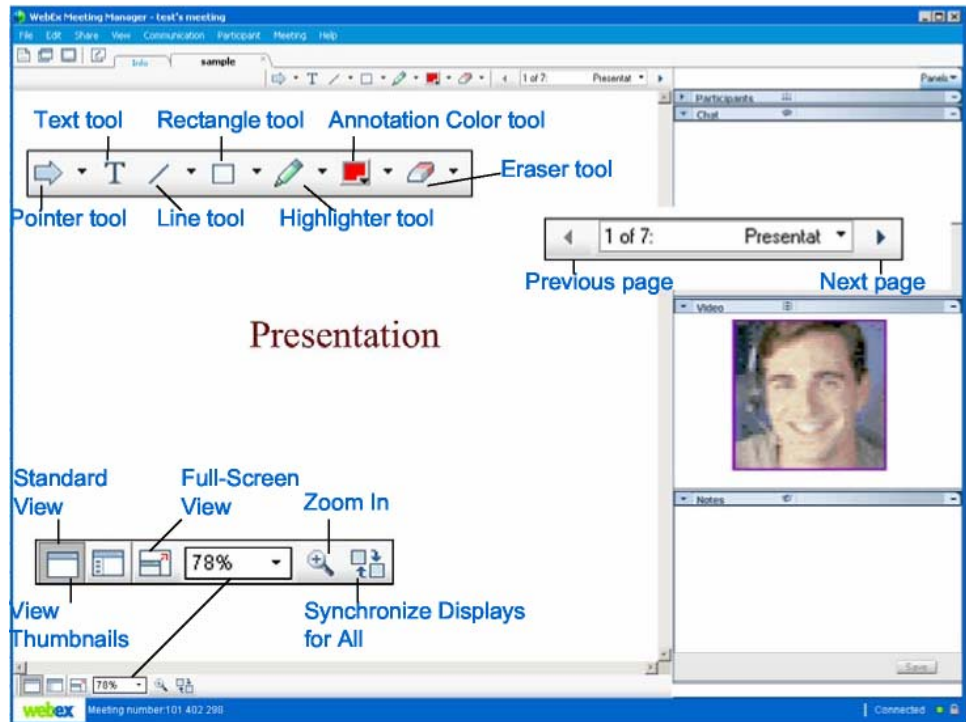 WebEx Meeting Manager - test's meeting
File Edit Share View Communication Participant Meeting Help
Info sample
T 1 of 7: Presentat Panels
Participants
Chat
Text tool Rectangle tool Annotation Color tool
T
Eraser tool
Pointer tool Line tool Highlighter tool
1 of 7: Presentat
Previous page Next page
Video
Presentation
Standard View
Full-Screen View
Zoom In
Notes
78%
View Thumbnails
Synchronize Displays for All
Save
78%
webex Meeting number:101 402 298 Connected